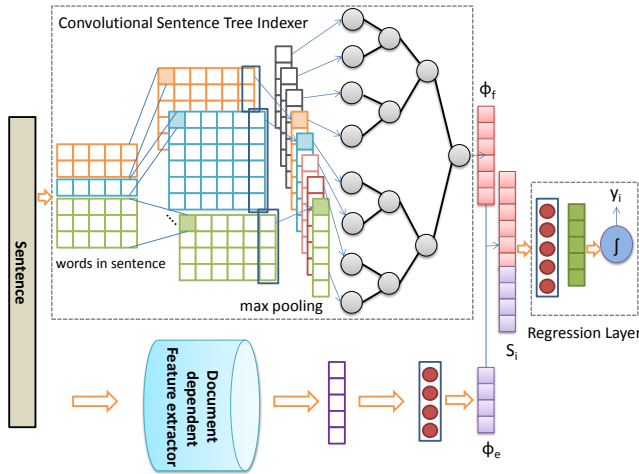 Convolutional Sentence Tree Indexer
ϕf
yi
∫
Sentence
words in sentence
max pooling
Regression Layer
Si
Document
dependent
Feature extractor
ϕe